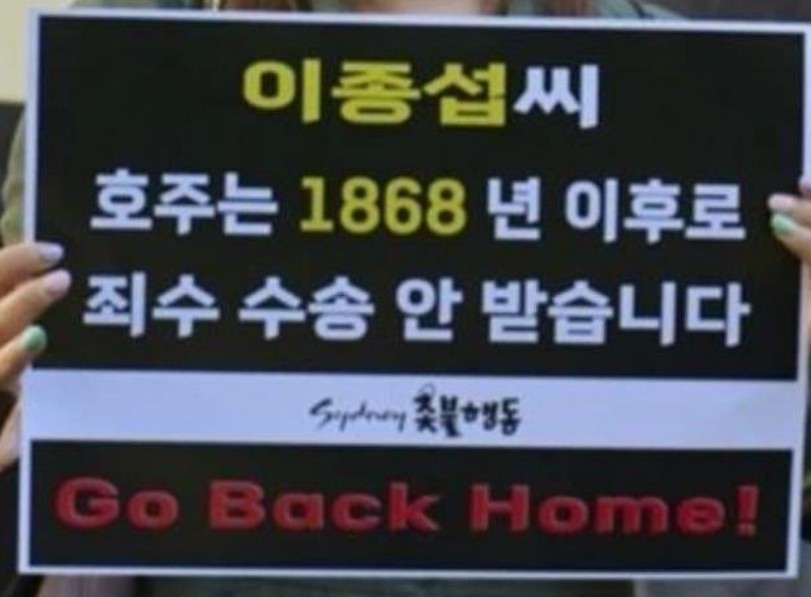 이종섭씨
호주는 1868 년 이후로
죄수 수송 안 받습니다
Sydney 촛불행동
Go Back Home!